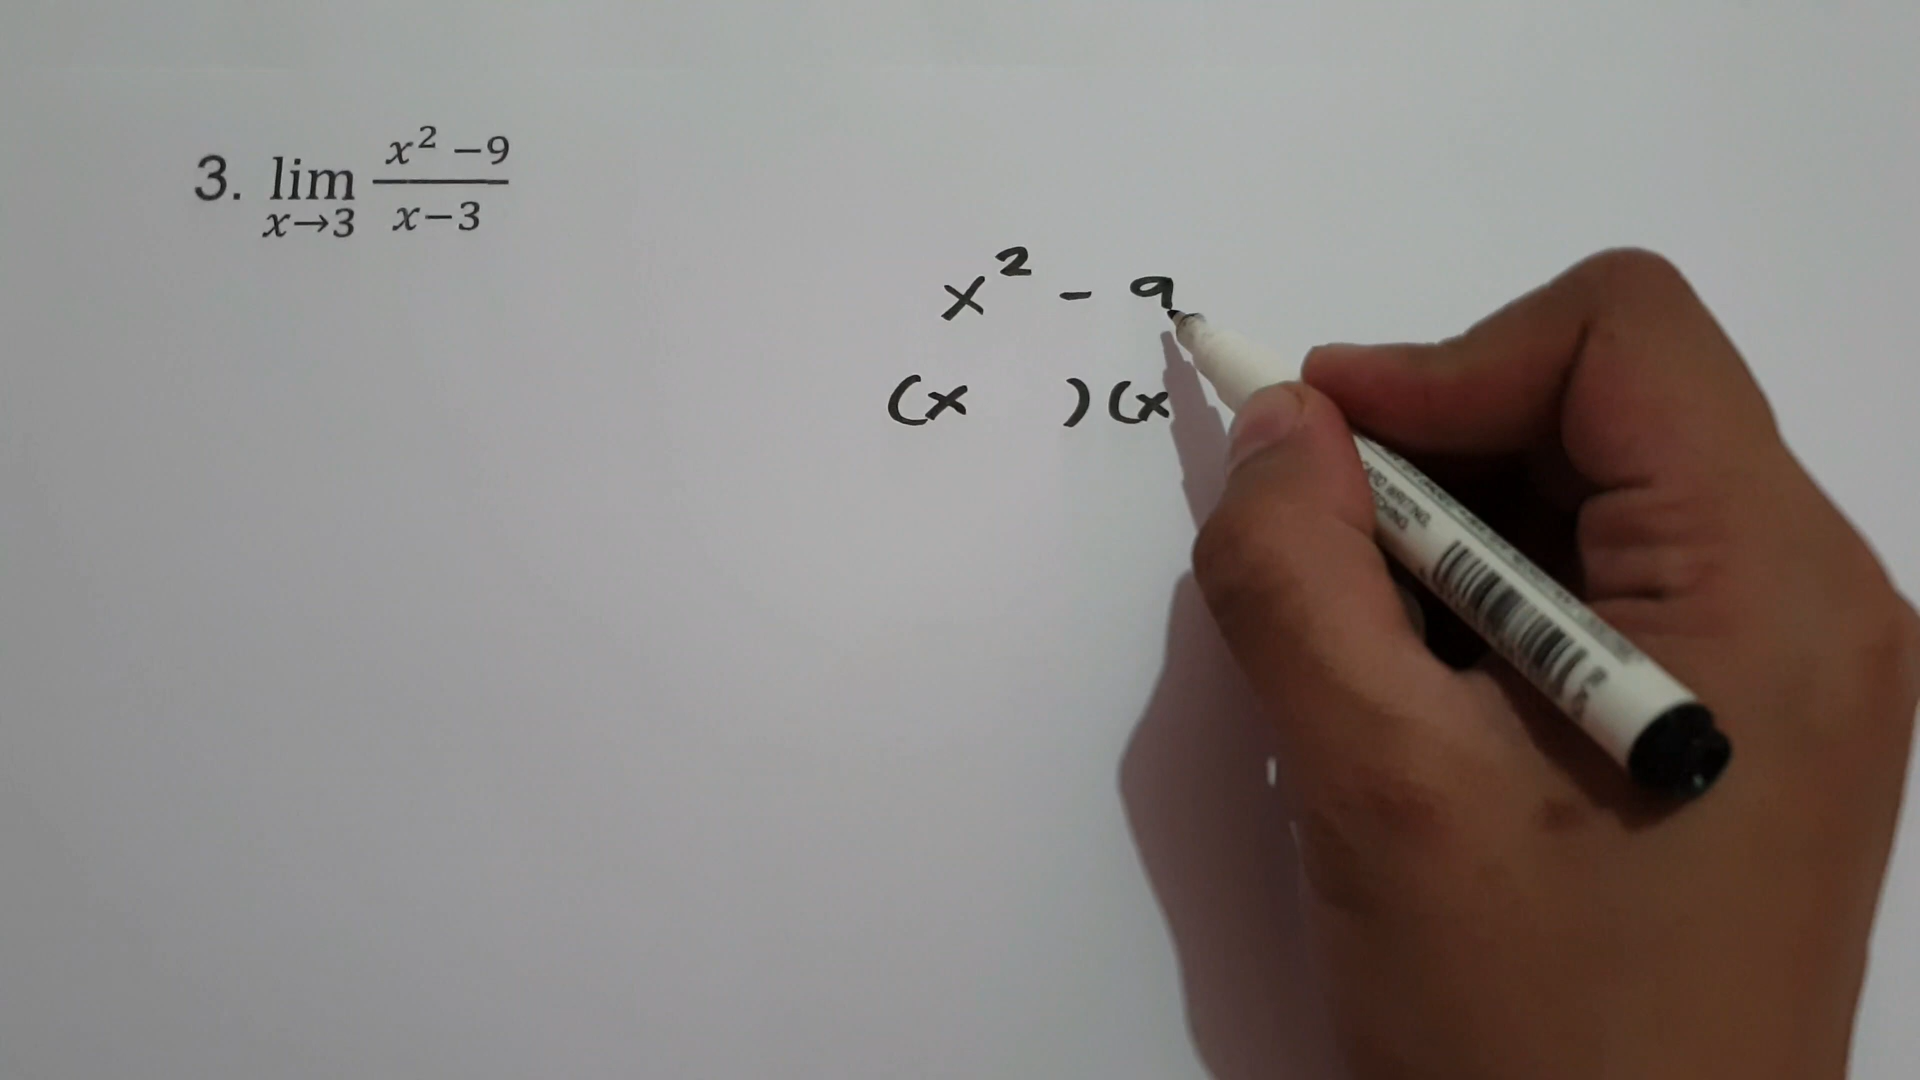 3. lim x→3 x² −9 / x−3
x² - 9
(x ) (x